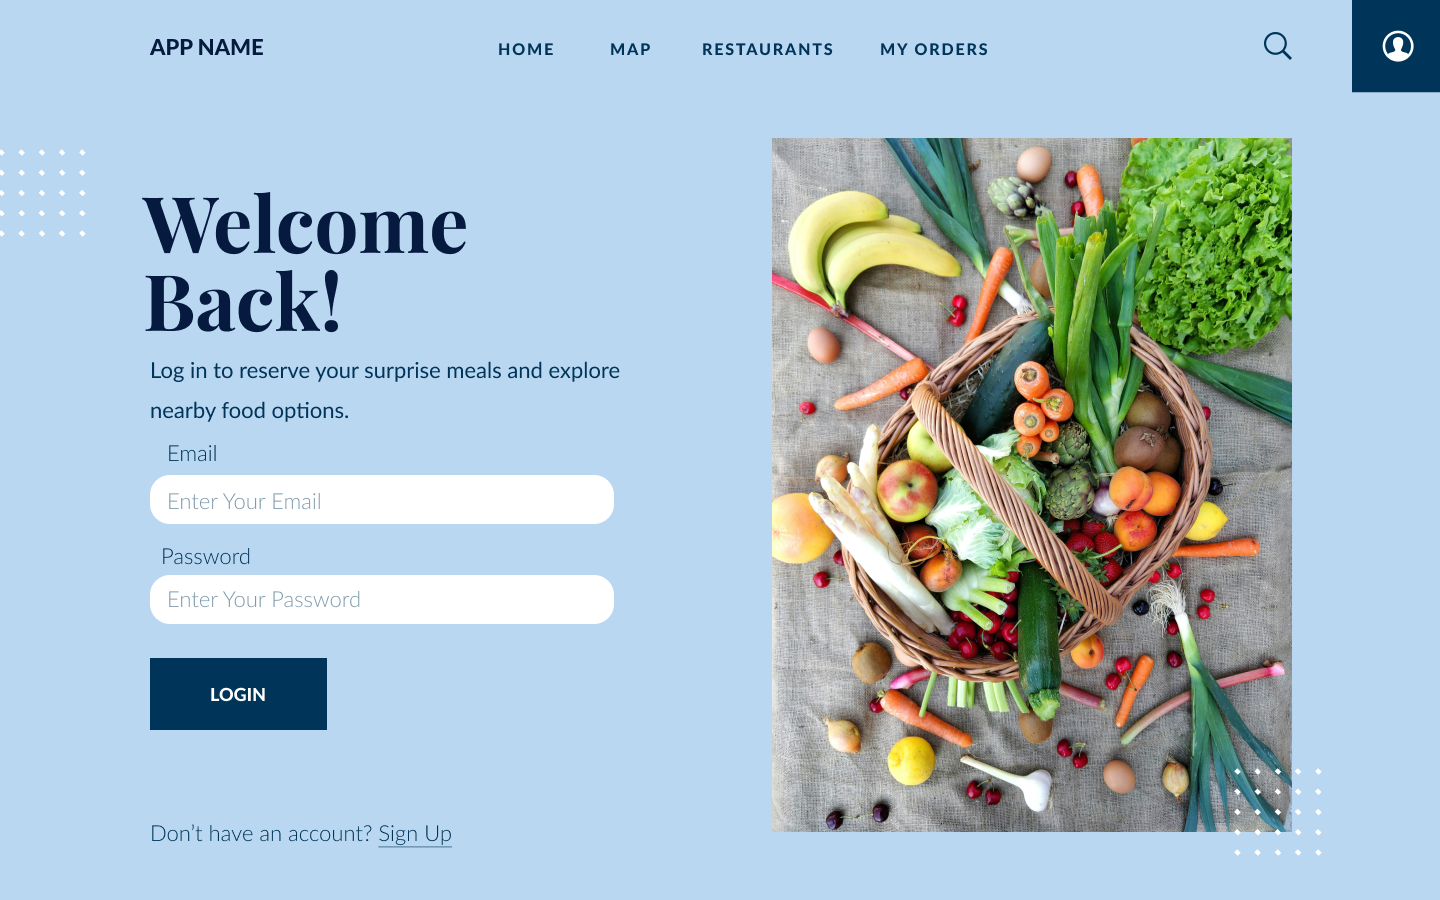 APP NAME
HOME
MAP
RESTAURANTS
MY ORDERS
Welcome
Back!
Log in to reserve your surprise meals and explore
nearby food options.
Email
Enter Your Email
Password
Enter Your Password
LOGIN
Don’t have an account? Sign Up